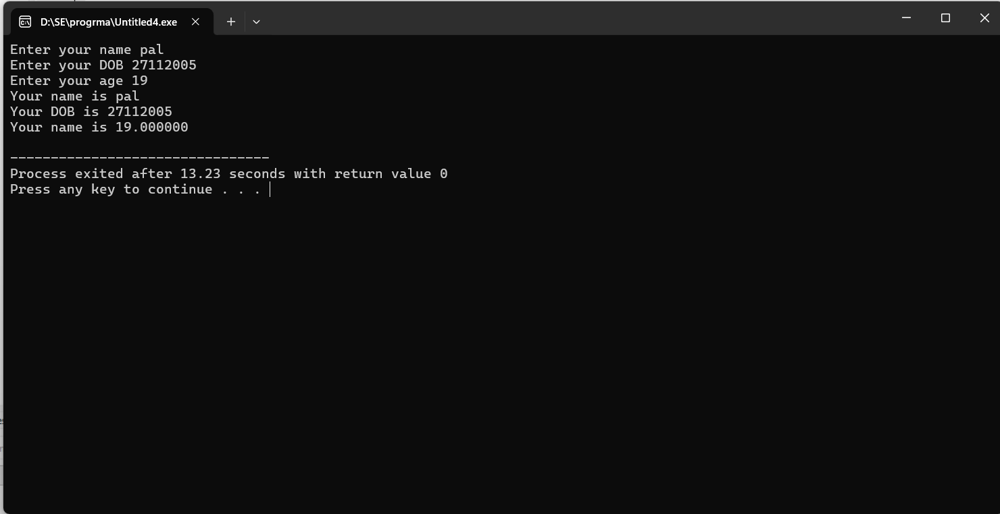 D:\SE\progrma\Untitled4.exe
Enter your name pal
Enter your DOB 27112005
Enter your age 19
Your name is pal
Your DOB is 27112005
Your name is 19.000000
--------------------------------
Process exited after 13.23 seconds with return value 0
Press any key to continue . . .